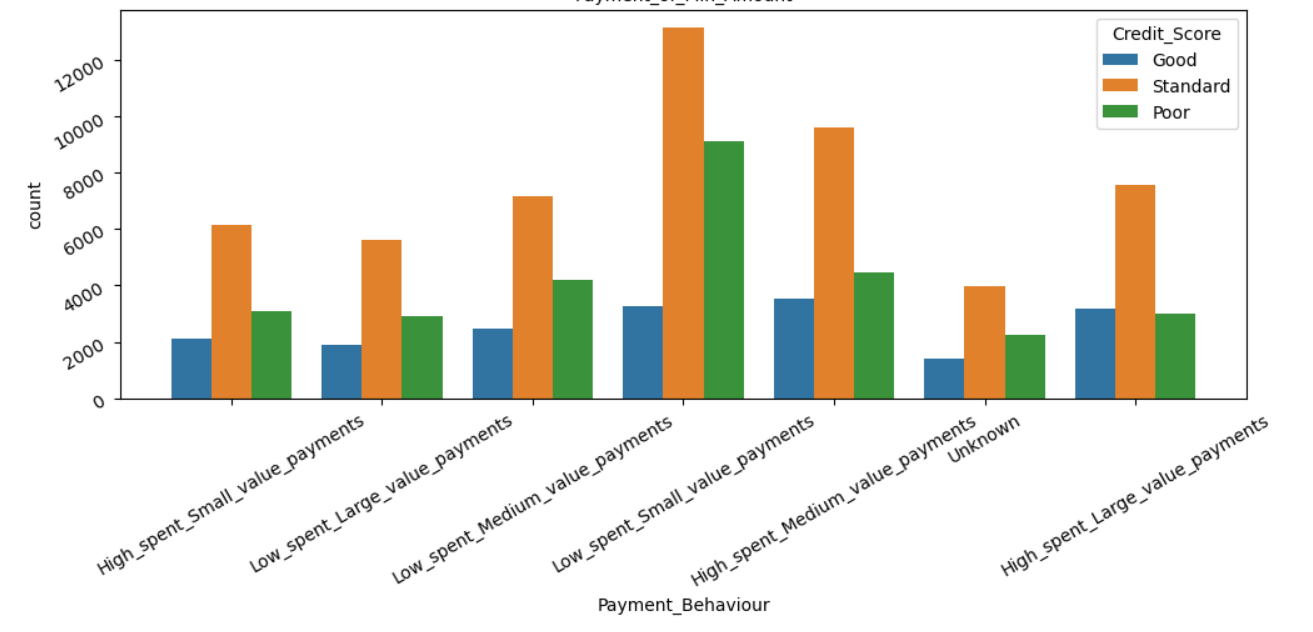 Payment_of_Min_Amount
Credit_Score
Good
Standard
Poor
12000
10000
8000
6000
4000
2000
0
count
High_spent_Small_value_payments
Low_spent_Large_value_payments
Low_spent_Medium_value_payments
Low_spent_Small_value_payments
High_spent_Medium_value_payments
Unknown
High_spent_Large_value_payments
Payment_Behaviour